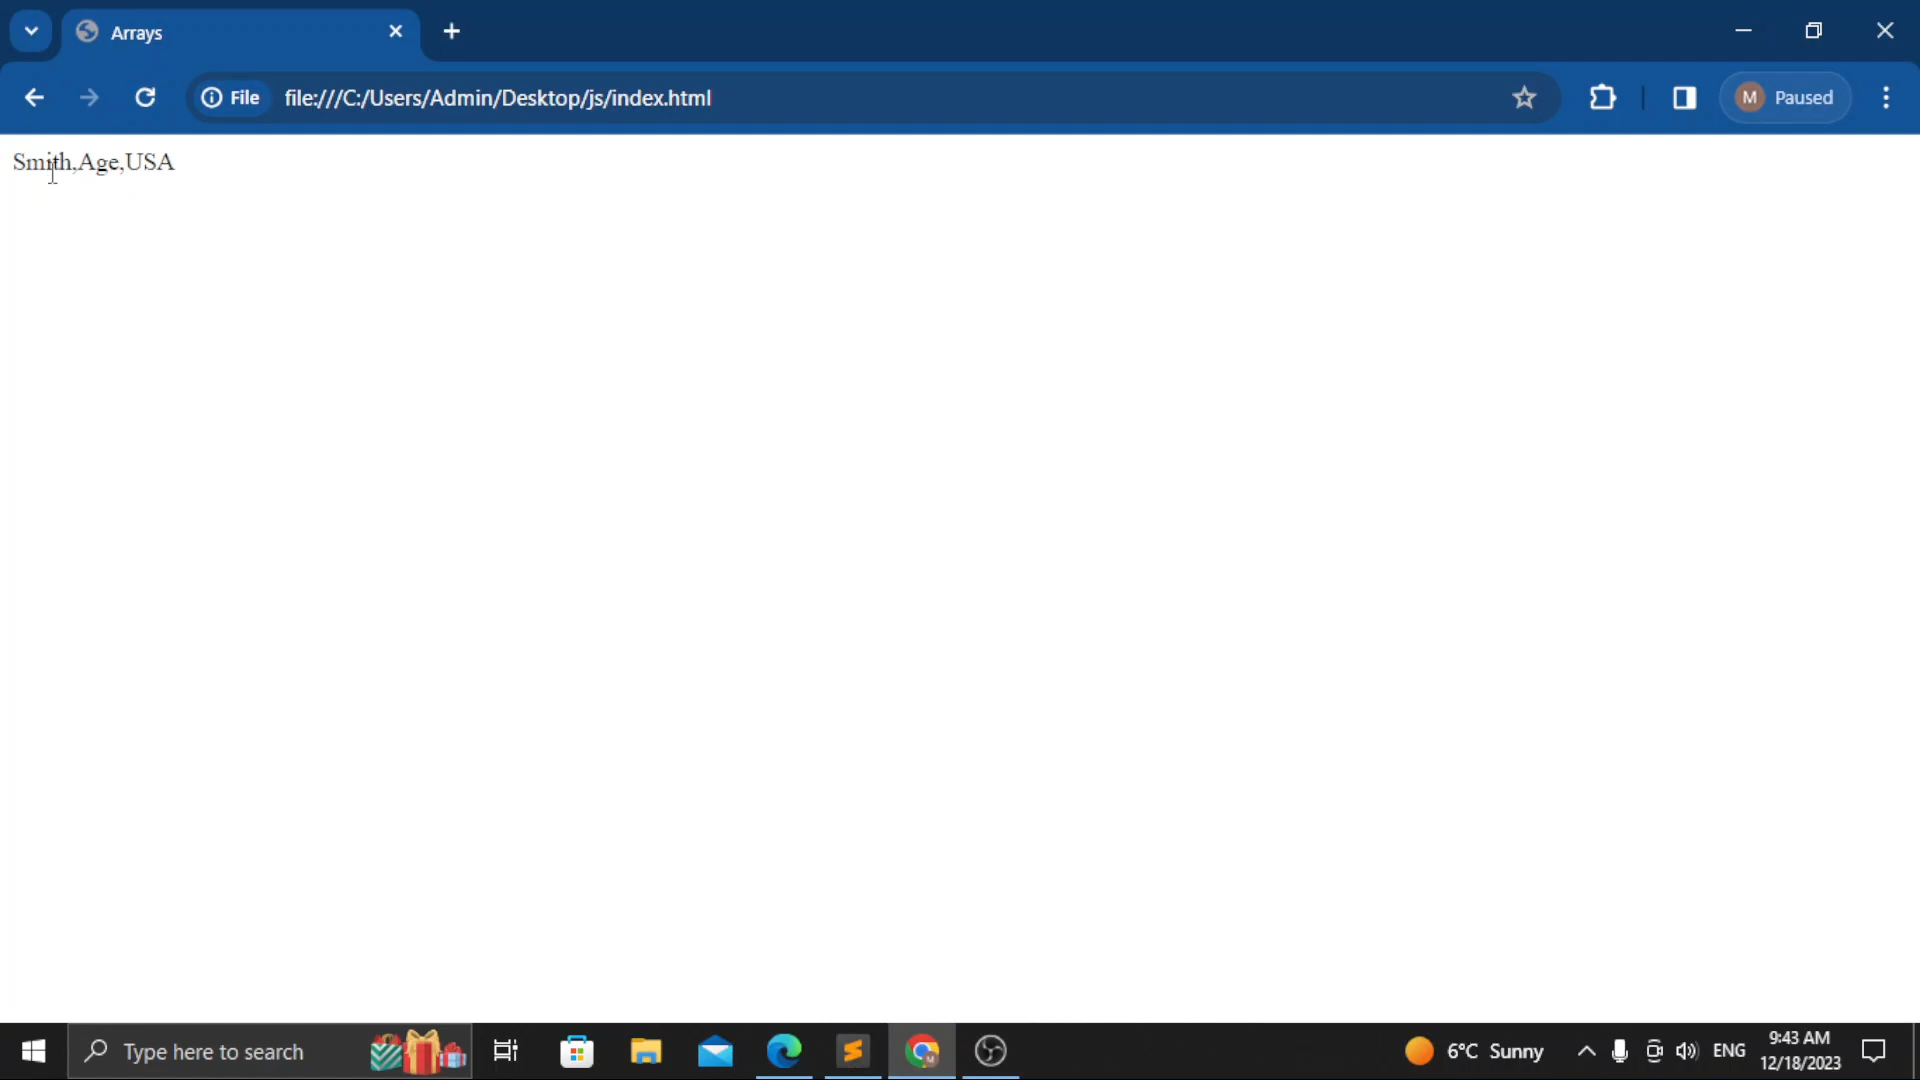 Arrays
File file:///C:/Users/Admin/Desktop/js/index.html M Paused
Smith,Age,USA
Type here to search
M
6°C Sunny ENG
9:43 AM
12/18/2023